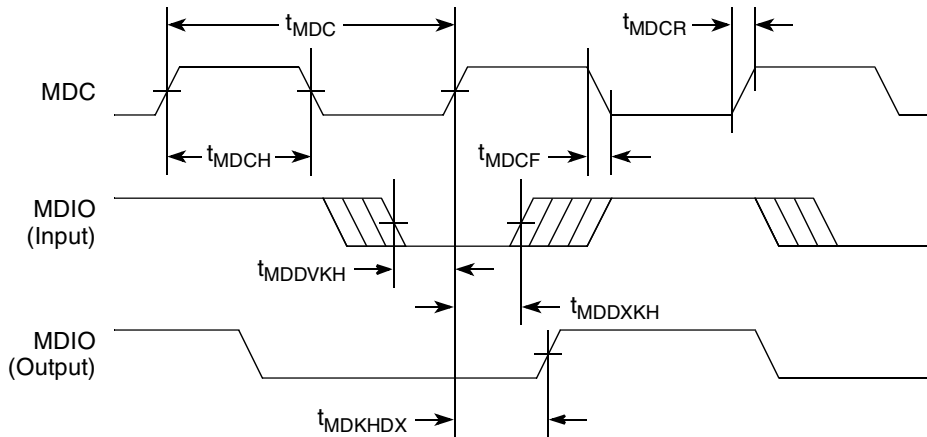 tMDC
tMDCR
MDC
tMDCH
tMDCF
MDIO
(Input)
tMDDVKH
tMDDXKH
MDIO
(Output)
tMDKHDX